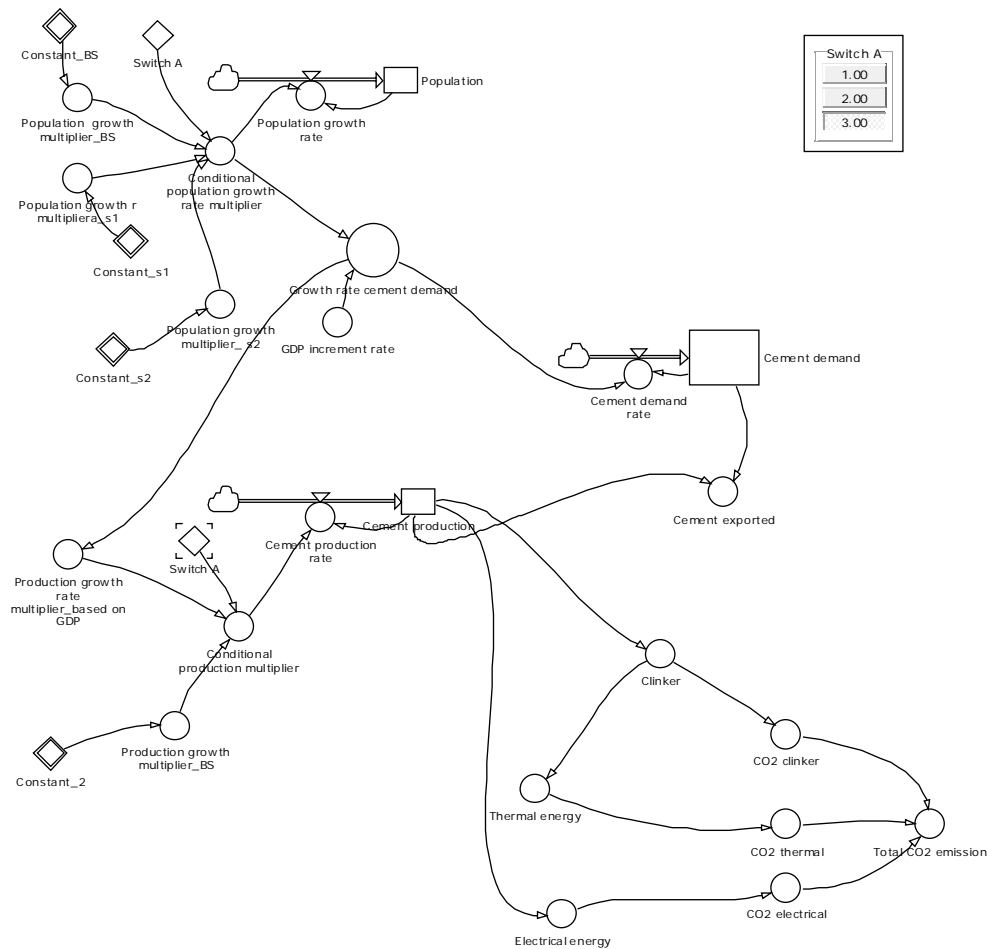 Constant_BS
Switch A
Population
Population growth
multiplier_BS
Population growth
rate
Switch A
1.00
2.00
3.00
Conditional
population growth
rate multiplier
Population growth r
multipliera_s1
Constant_s1
Growth rate cement demand
Population growth
multiplier_ s2
GDP increment rate
Constant_s2
Cement demand
Cement demand
rate
Cement exported
Cement production
Cement production
rate
Switch A
Production growth
rate
multiplier_based on
GDP
Conditional
production multiplier
Clinker
Production growth
multiplier_BS
Constant_2
CO2 clinker
Thermal energy
CO2 thermal
Total CO2 emission
CO2 electrical
Electrical energy